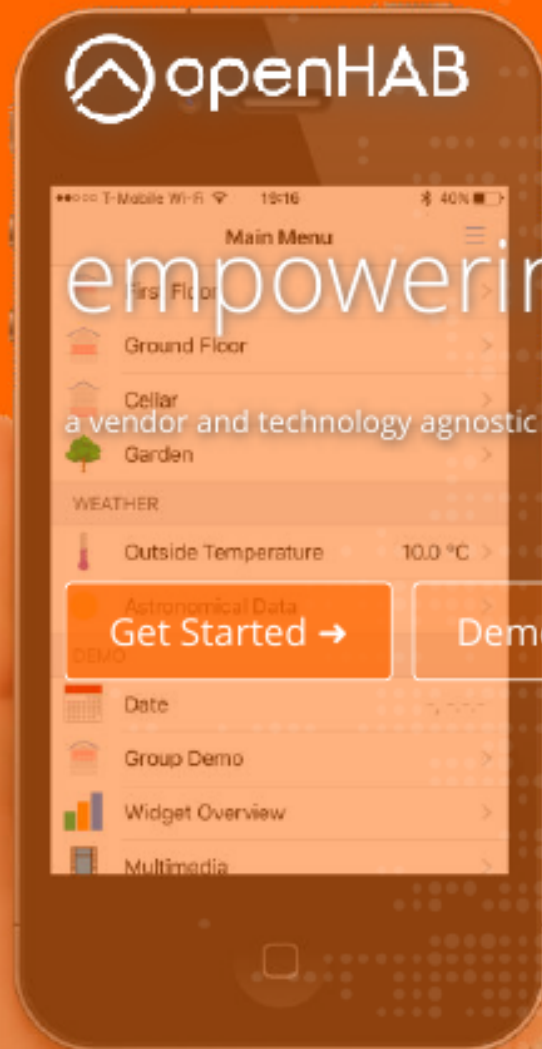 openHAB
T-Mobile Wi-Fi 19:16 40%
Main Menu
empowerin
First Floor
Ground Floor
Cellar
a vendor and technology agnostic
Garden
WEATHER
Outside Temperature 10.0 °C
Astronomical Data
Get Started → Demo
DEMO
Date -, -.-.-
Group Demo
Widget Overview
Multimedia